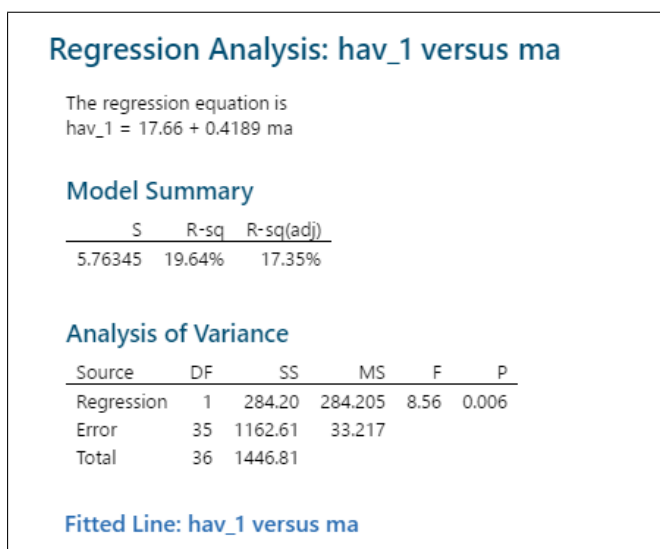 Regression Analysis: hav_1 versus ma
The regression equation is
hav_1 = 17.66 + 0.4189 ma
Model Summary
S R-sq R-sq(adj)
5.76345 19.64% 17.35%
Analysis of Variance
Source DF SS MS F P
Regression 1 284.20 284.205 8.56 0.006
Error 35 1162.61 33.217
Total 36 1446.81
Fitted Line: hav_1 versus ma